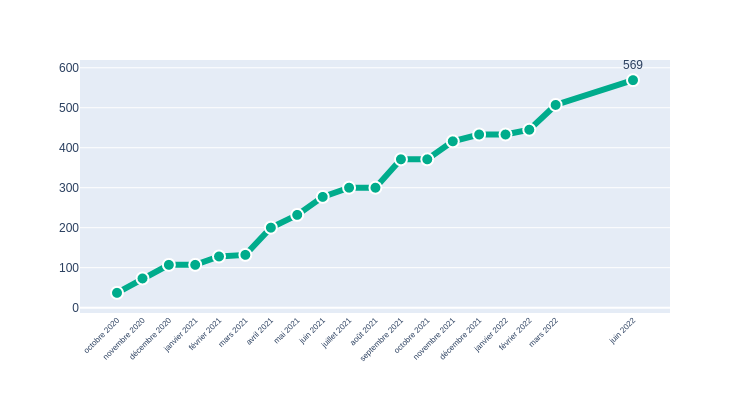 569
600
500
400
300
200
100
0
octobre 2020
novembre 2020
décembre 2020
janvier 2021
février 2021
mars 2021
avril 2021
mai 2021
juin 2021
juillet 2021
août 2021
septembre 2021
octobre 2021
novembre 2021
décembre 2021
janvier 2022
février 2022
mars 2022
juin 2022